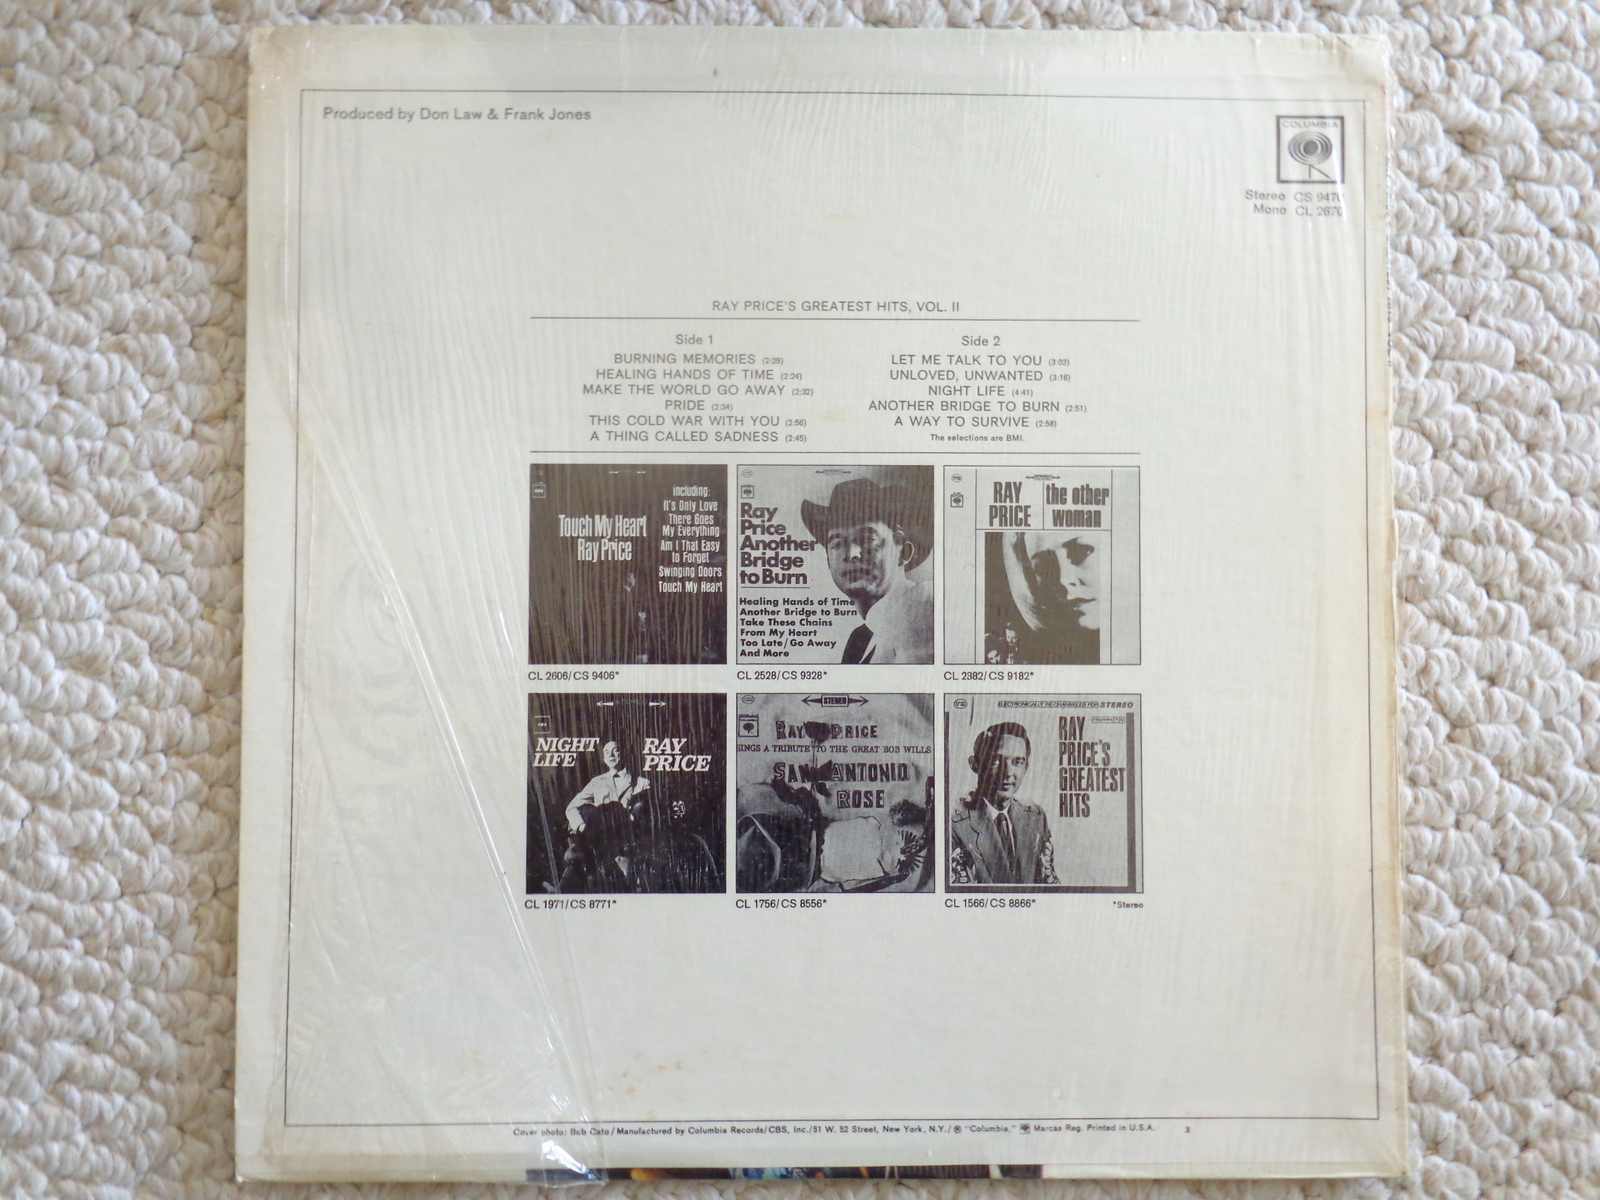 Produced by Don Law & Frank Jones
COLUMBIA
Stereo CS 9470
Mono CL 2670
RAY PRICE'S GREATEST HITS, VOL. II
Side 1
BURNING MEMORIES (2:29)
HEALING HANDS OF TIME (2:24)
MAKE THE WORLD GO AWAY (2:32)
PRIDE (2:34)
THIS COLD WAR WITH YOU (2:56)
A THING CALLED SADNESS (2:45)
Side 2
LET ME TALK TO YOU (3:03)
UNLOVED, UNWANTED (3:16)
NIGHT LIFE (4:41)
ANOTHER BRIDGE TO BURN (2:51)
A WAY TO SURVIVE (2:58)
The selections are BMI.
Touch My Heart
Ray Price
including:
It's Only Love
There Goes
My Everything
Am I That Easy
to Forget
Swinging Doors
Touch My Heart
CL 2606/CS 9406*
Ray
Price
Another
Bridge
to Burn
Healing Hands of Time
Another Bridge to Burn
Take These Chains
From My Heart
Too Late/Go Away
And More
CL 2528/CS 9328*
RAY
PRICE
the other
woman
CL 2382/CS 9182*
NIGHT
LIFE
RAY
PRICE
CL 1971/CS 8771*
STEREO
RAY PRICE
SINGS A TRIBUTE TO THE GREAT BOB WILLS
SAN ANTONIO
ROSE
CL 1756/CS 8556*
ELECTRONICALLY RE-CHANNELED FOR STEREO
RAY
PRICE'S
GREATEST
HITS
CL 1566/CS 8866*
*Stereo
Cover photo: Bob Cato/Manufactured by Columbia Records/CBS, Inc./51 W. 52 Street, New York, N.Y./® "Columbia," Marcas Reg. Printed in U.S.A.
3